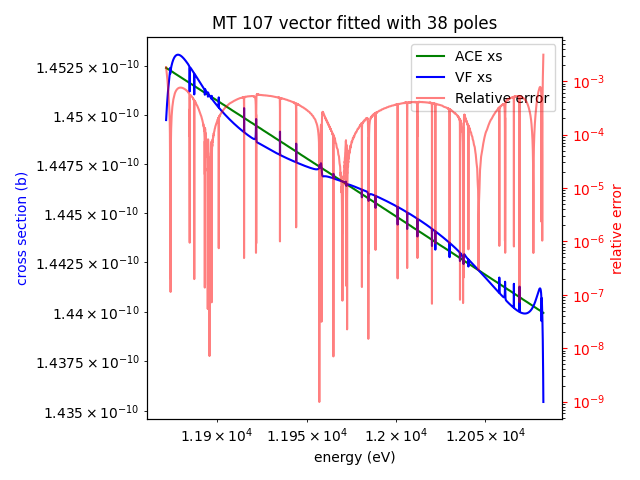 MT 107 vector fitted with 38 poles
ACE xs
VF xs
Relative error
1.4525 × 10⁻¹⁰
1.45 × 10⁻¹⁰
1.4475 × 10⁻¹⁰
1.445 × 10⁻¹⁰
1.4425 × 10⁻¹⁰
1.44 × 10⁻¹⁰
1.4375 × 10⁻¹⁰
1.435 × 10⁻¹⁰
cross section (b)
10⁻³
10⁻⁴
10⁻⁵
10⁻⁶
10⁻⁷
10⁻⁸
10⁻⁹
relative error
1.19 × 10⁴ 1.195 × 10⁴ 1.2 × 10⁴ 1.205 × 10⁴
energy (eV)